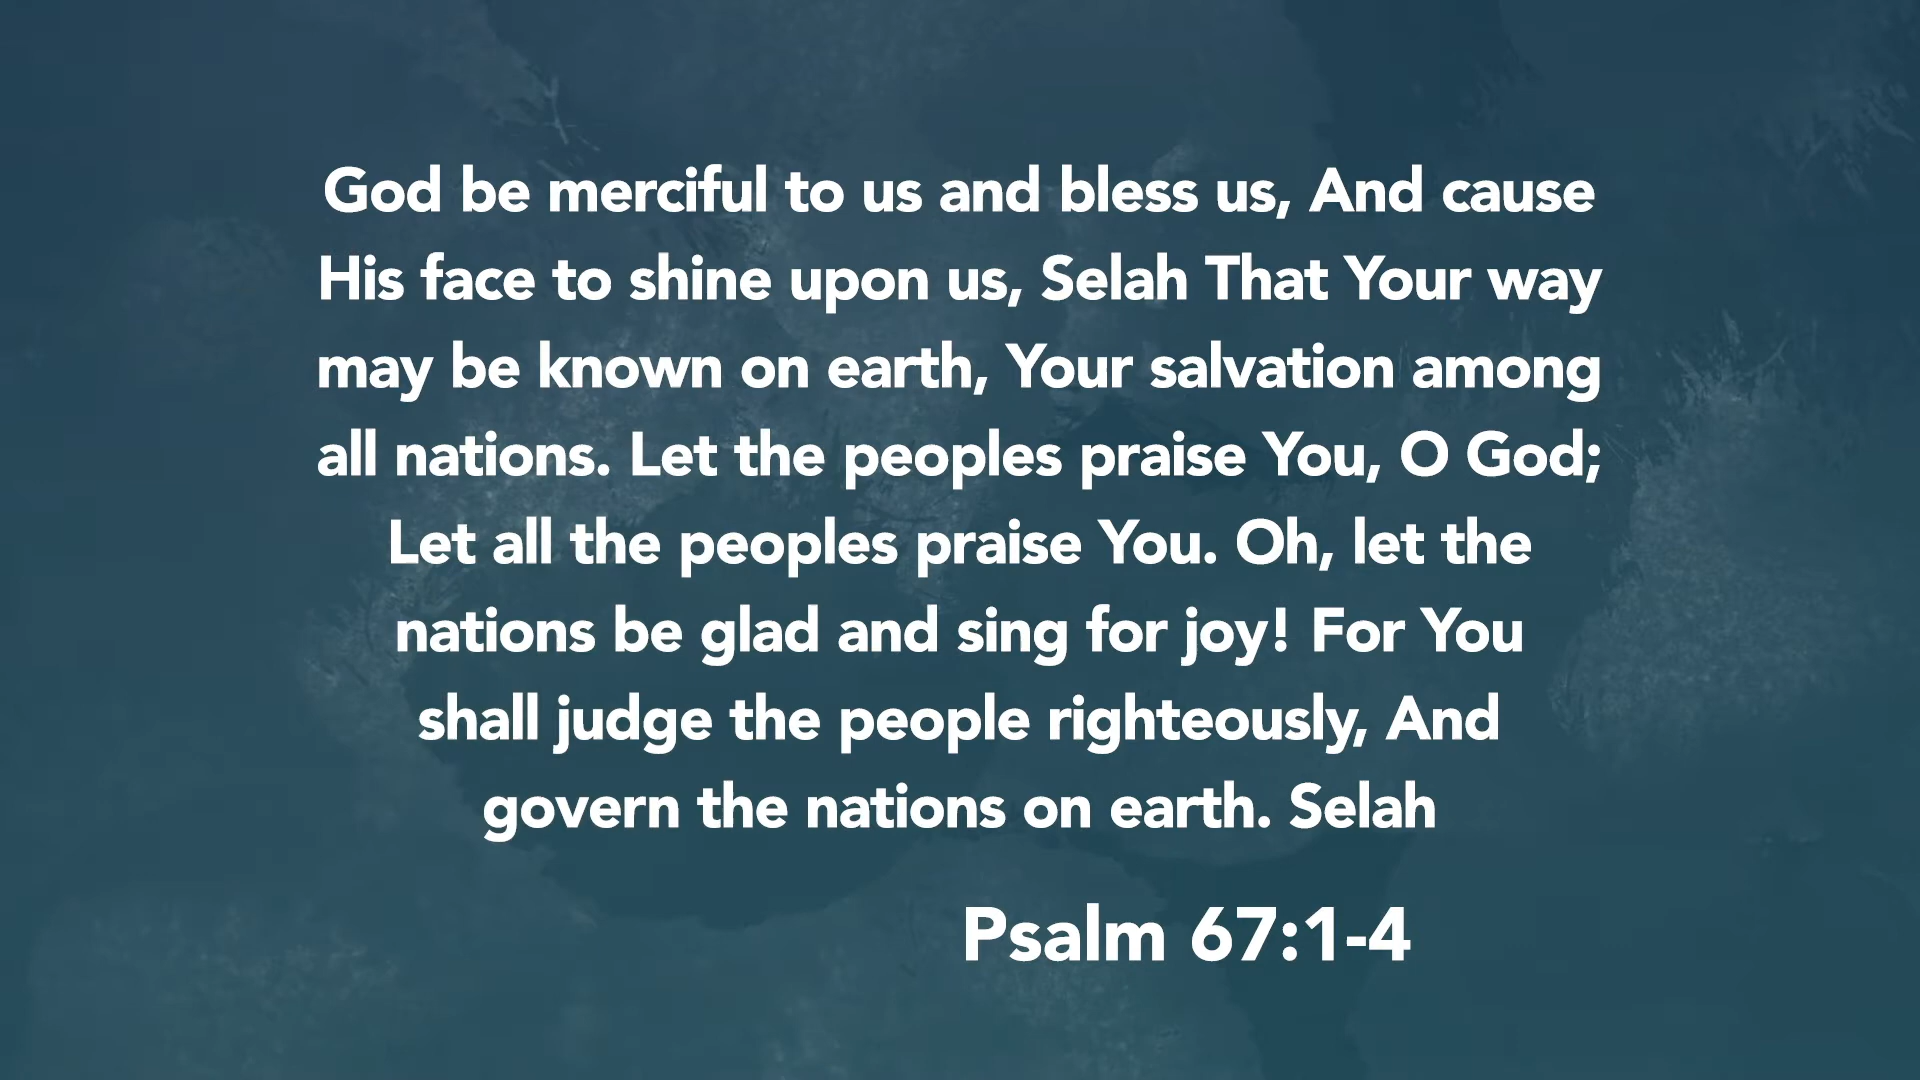 God be merciful to us and bless us, And cause
His face to shine upon us, Selah That Your way
may be known on earth, Your salvation among
all nations. Let the peoples praise You, O God;
Let all the peoples praise You. Oh, let the
nations be glad and sing for joy! For You
shall judge the people righteously, And
govern the nations on earth. Selah
Psalm 67:1-4